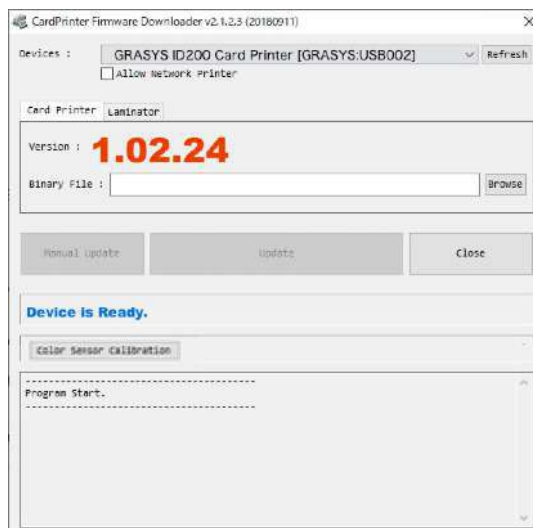 CardPrinter Firmware Downloader v2.1.2.3 (20180911)
Devices : GRASYS ID200 Card Printer [GRASYS:USB002] Refresh
Allow Network Printer
Card Printer Laminator
Version : 1.02.24
Binary File : Browse
Manual Update Update Close
Device is Ready.
Color Sensor Calibration
----------------------------------------
Program Start.
----------------------------------------